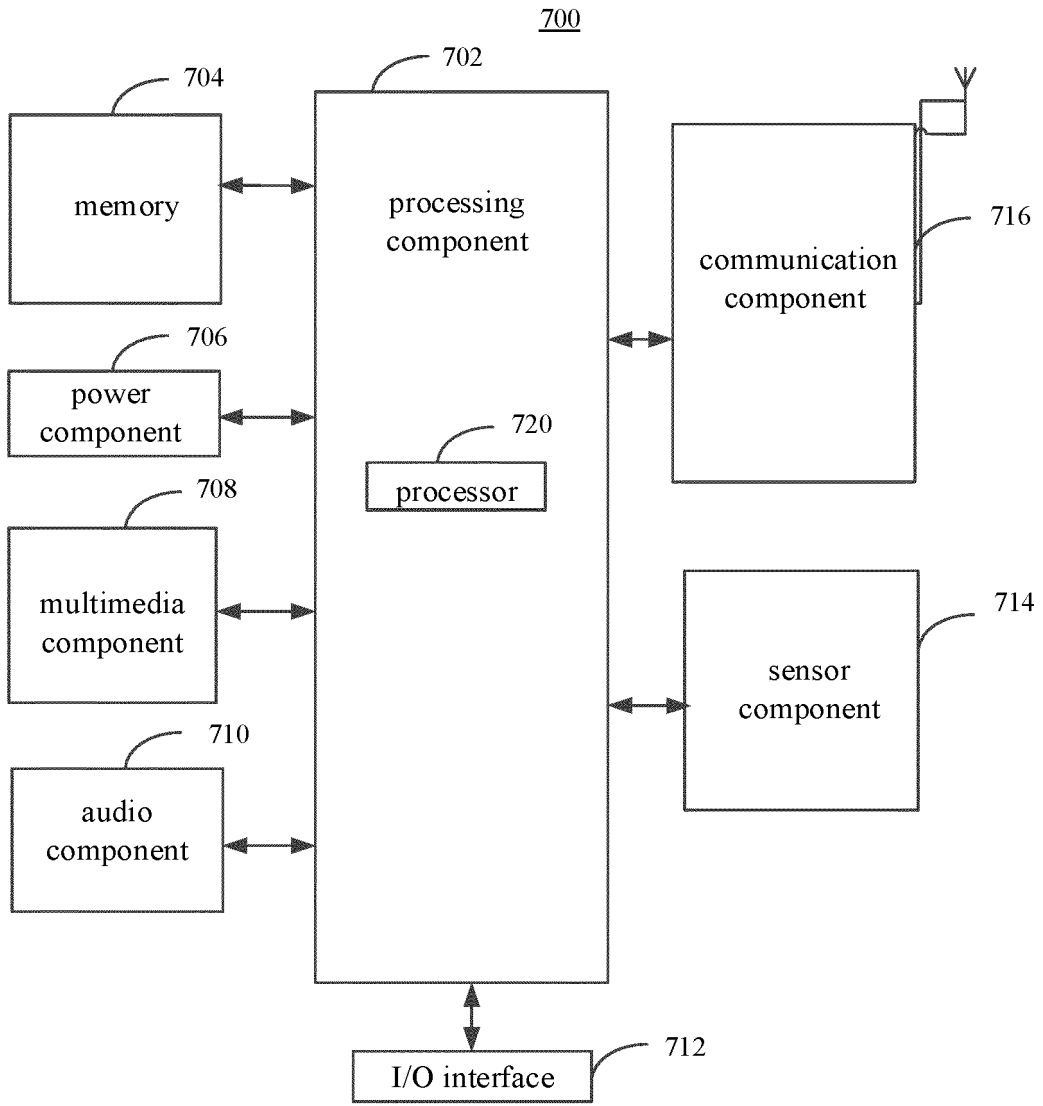 700
702
704
memory
processing
component
716
communication
component
706
power
component
720
processor
708
multimedia
component
714
sensor
component
710
audio
component
712
I/O interface